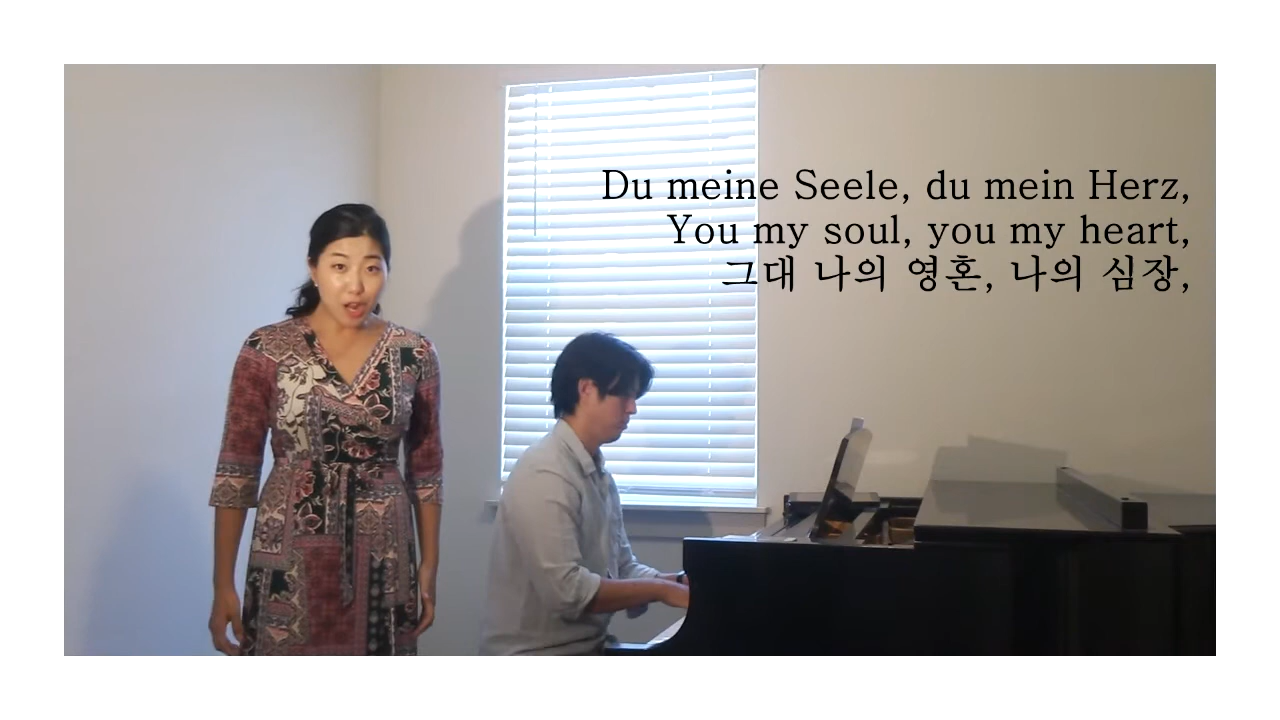 Du meine Seele, du mein Herz,
You my soul, you my heart,
그대 나의 영혼, 나의 심장,